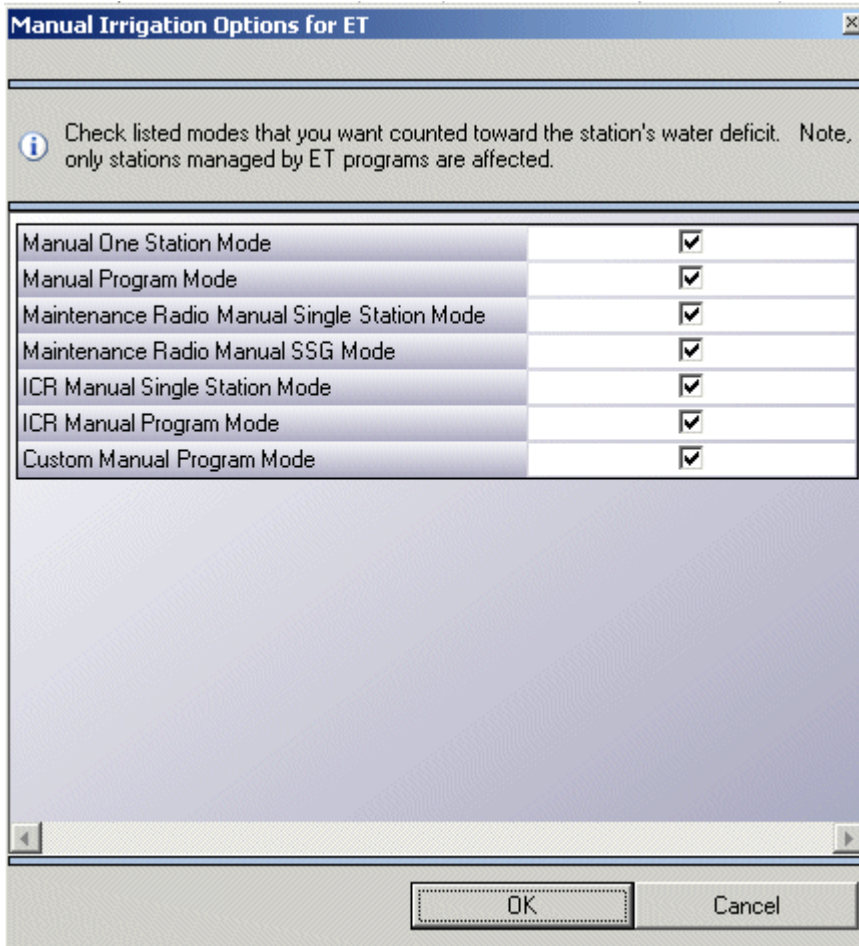 Manual Irrigation Options for ET
Check listed modes that you want counted toward the station's water deficit.   Note,
only stations managed by ET programs are affected.
Manual One Station Mode
Manual Program Mode
Maintenance Radio Manual Single Station Mode
Maintenance Radio Manual SSG Mode
ICR Manual Single Station Mode
ICR Manual Program Mode
Custom Manual Program Mode
OK
Cancel